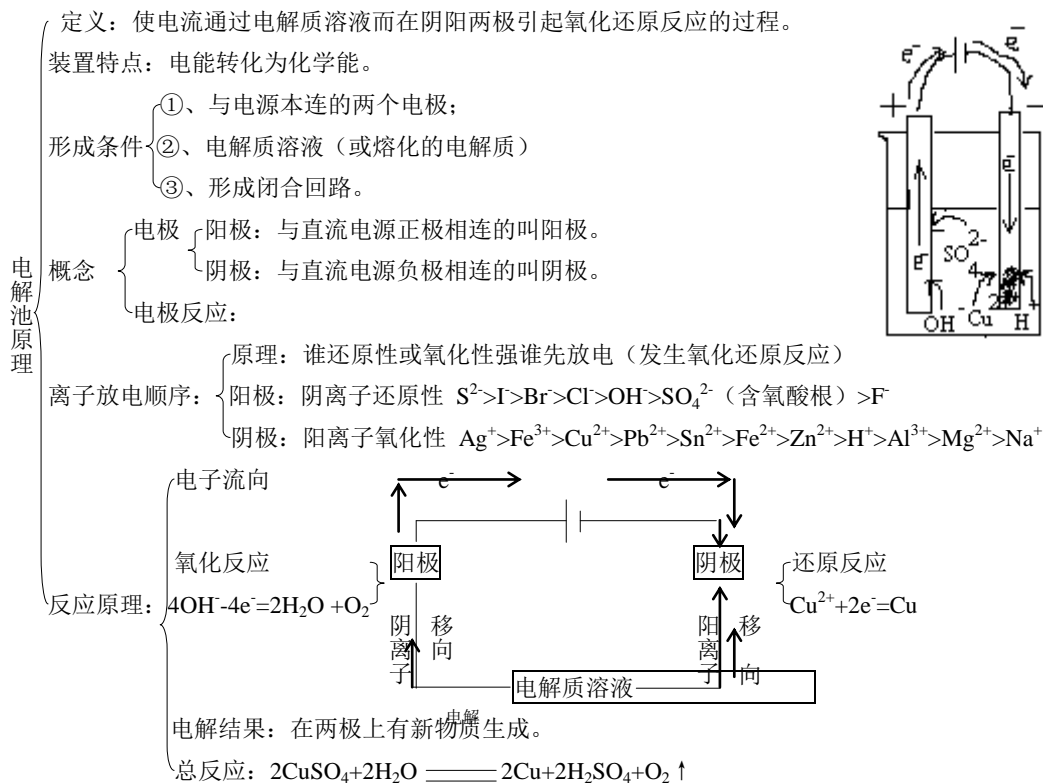 定义：使电流通过电解质溶液而在阴阳两极引起氧化还原反应的过程。
装置特点：电能转化为化学能。
①、与电源本连的两个电极；
形成条件 ②、电解质溶液（或熔化的电解质）
③、形成闭合回路。
电极 阳极：与直流电源正极相连的叫阳极。
概念
阴极：与直流电源负极相连的叫阴极。
电极反应：
电解池原理
原理：谁还原性或氧化性强谁先放电（发生氧化还原反应）
离子放电顺序：
阳极：阴离子还原性 S²⁻>I⁻>Br⁻>Cl⁻>OH⁻>SO₄²⁻（含氧酸根）>F⁻
阴极：阳离子氧化性 Ag⁺>Fe³⁺>Cu²⁺>Pb²⁺>Sn²⁺>Fe²⁺>Zn²⁺>H⁺>Al³⁺>Mg²⁺>Na⁺
e⁻ e⁻
+ −
e⁻ e⁻
SO₄²⁻
OH⁻ Cu²⁺ H⁺
电子流向 e⁻ e⁻
氧化反应 阳极 阴极 还原反应
反应原理：4OH⁻-4e⁻=2H₂O +O₂ Cu²⁺+2e⁻=Cu
阴离子 移向 阳离子 移向
电解质溶液
电解结果：在两极上有新物质生成。
电解
总反应：2CuSO₄+2H₂O ═══ 2Cu+2H₂SO₄+O₂↑